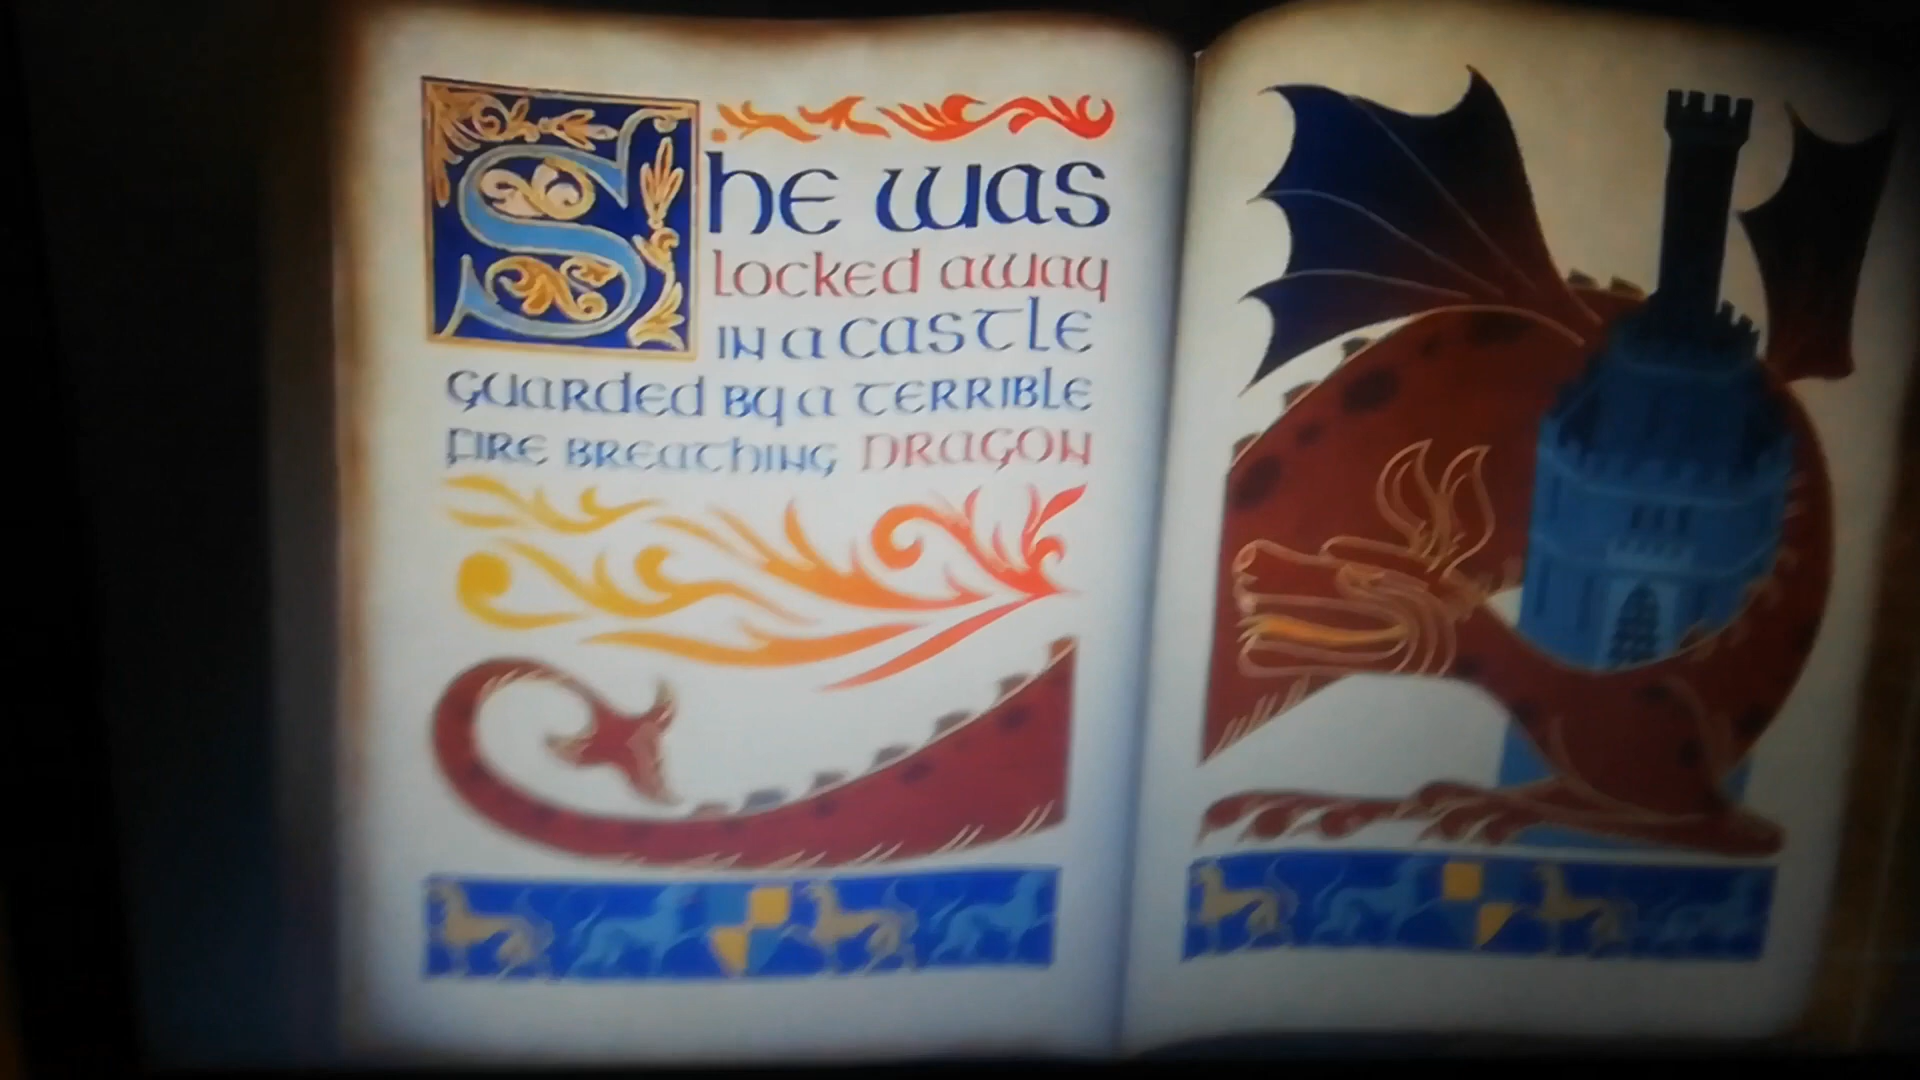 She was
locked away
in a castle
guarded by a terrible
fire breathing dragon